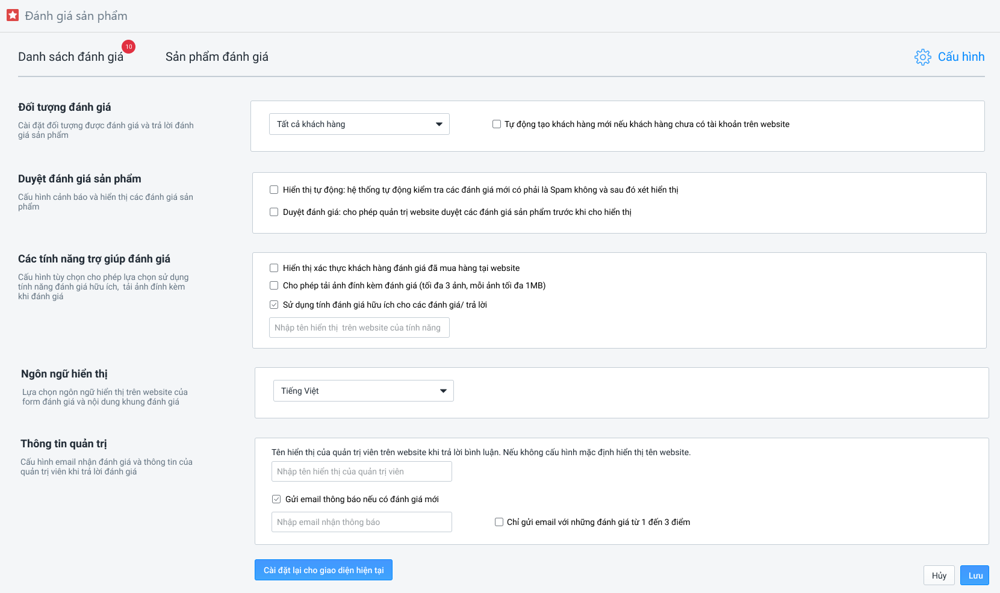 Đánh giá sản phẩm
Danh sách đánh giá
10
Sản phẩm đánh giá
Cấu hình
Đối tượng đánh giá
Cài đặt đối tượng được đánh giá và trả lời đánh
giá sản phẩm
Tất cả khách hàng
Tự động tạo khách hàng mới nếu khách hàng chưa có tài khoản trên website
Duyệt đánh giá sản phẩm
Cấu hình cảnh báo và hiển thị các đánh giá sản
phẩm
Hiển thị tự động: hệ thống tự động kiểm tra các đánh giá mới có phải là Spam không và sau đó xét hiển thị
Duyệt đánh giá: cho phép quản trị website duyệt các đánh giá sản phẩm trước khi cho hiển thị
Các tính năng trợ giúp đánh giá
Cấu hình tùy chọn cho phép lựa chọn sử dụng
tính năng đánh giá hữu ích, tải ảnh đính kèm
khi đánh giá
Hiển thị xác thực khách hàng đánh giá đã mua hàng tại website
Cho phép tải ảnh đính kèm đánh giá (tối đa 3 ảnh, mỗi ảnh tối đa 1MB)
Sử dụng tính đánh giá hữu ích cho các đánh giá/ trả lời
Nhập tên hiển thị trên website của tính năng
Ngôn ngữ hiển thị
Lựa chọn ngôn ngữ hiển thị trên website của
form đánh giá và nội dung khung đánh giá
Tiếng Việt
Thông tin quản trị
Cấu hình email nhận đánh giá và thông tin của
quản trị viên khi trả lời đánh giá
Tên hiển thị của quản trị viên trên website khi trả lời bình luận. Nếu không cấu hình mặc định hiển thị tên website.
Nhập tên hiển thị của quản trị viên
Gửi email thông báo nếu có đánh giá mới
Nhập email nhận thông báo
Chỉ gửi email với những đánh giá từ 1 đến 3 điểm
Cài đặt lại cho giao diện hiện tại
Hủy
Lưu